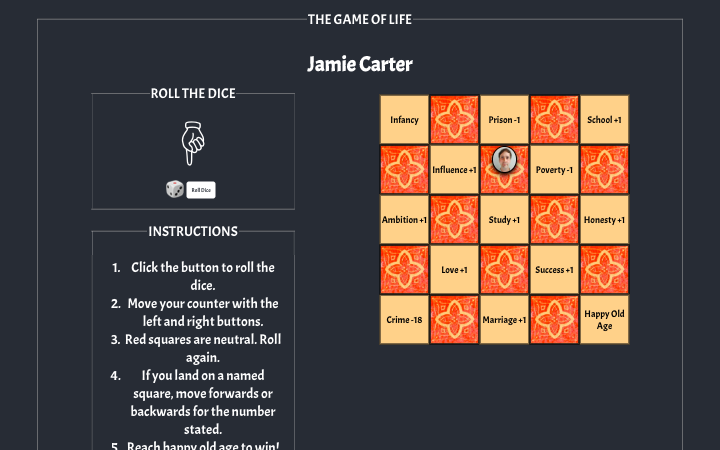 THE GAME OF LIFE
Jamie Carter
ROLL THE DICE
Roll Dice
INSTRUCTIONS
1. Click the button to roll the
dice.
2. Move your counter with the
left and right buttons.
3. Red squares are neutral. Roll
again.
4. If you land on a named
square, move forwards or
backwards for the number
stated.
5. Reach happy old age to win!
Infancy
Prison -1
School +1
Influence +1
Poverty -1
Ambition +1
Study +1
Honesty +1
Love +1
Success +1
Crime -18
Marriage +1
Happy Old
Age